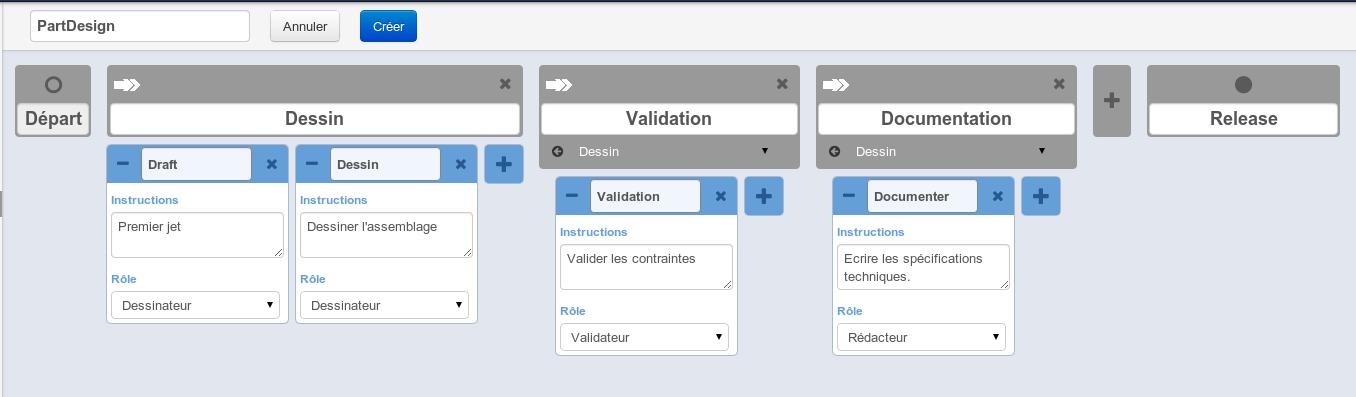 PartDesign Annuler Créer
Départ Dessin Validation Documentation Release
Dessin Dessin
Draft Dessin
Validation Documenter
Instructions Instructions
Premier jet Dessiner l'assemblage
Instructions Instructions
Valider les contraintes Ecrire les spécifications
techniques.
Rôle Rôle
Dessinateur Dessinateur
Rôle Rôle
Validateur Rédacteur